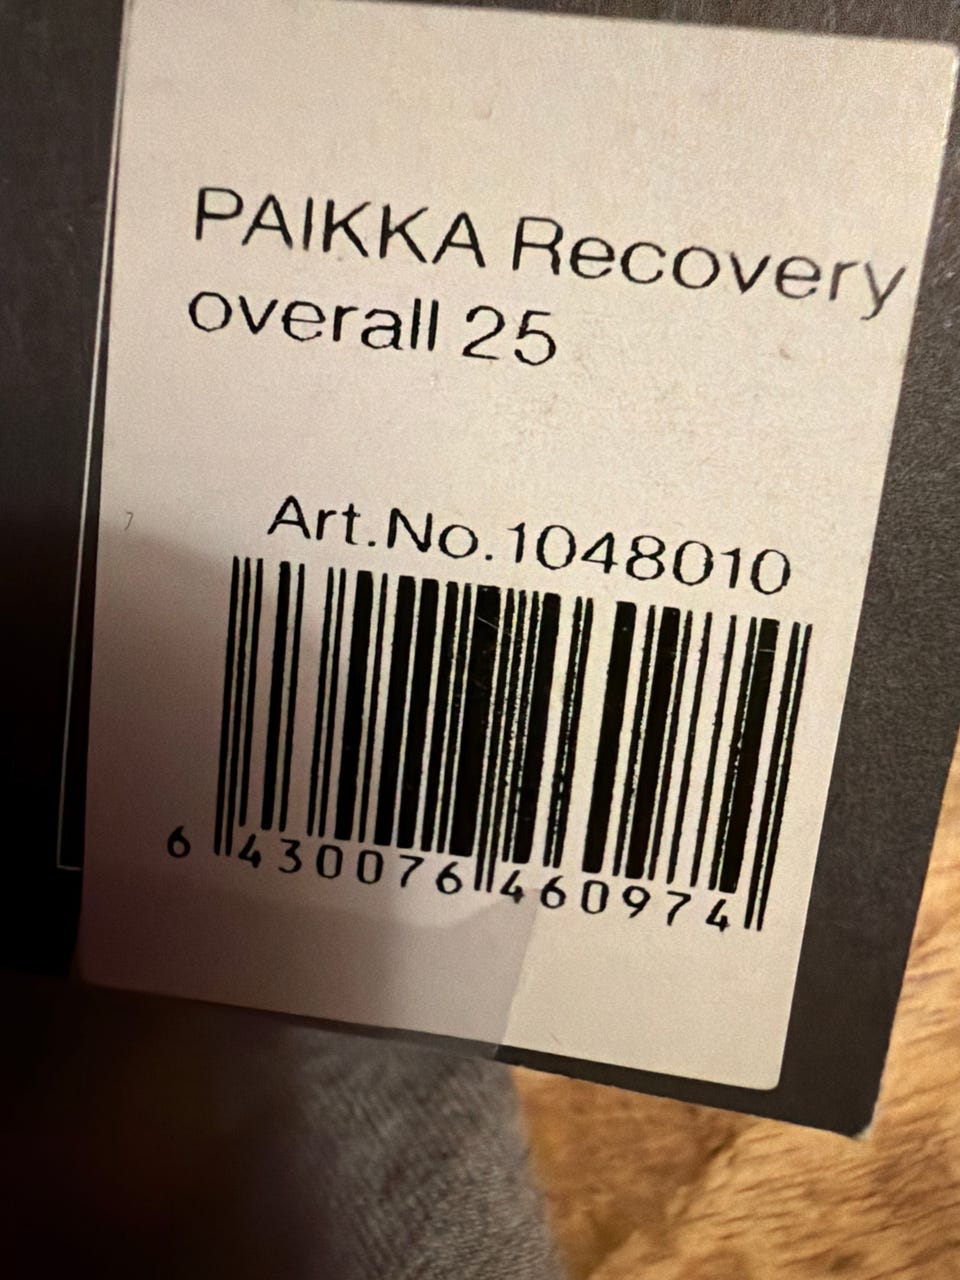 PAIKKA Recovery
overall 25
Art.No.1048010
6 430076 460974